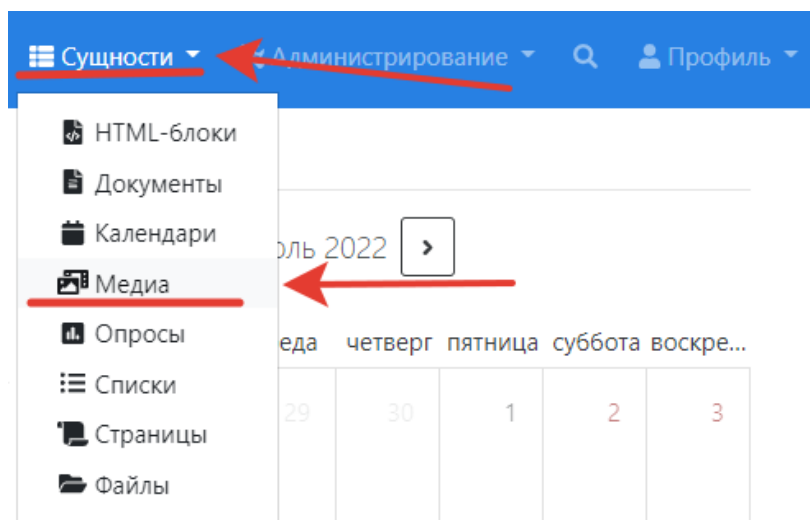 Сущности Администрирование Профиль
HTML-блоки
Документы
Календари
оль 2022
Медиа
Опросы
еда четверг пятница суббота воскре...
Списки
29 30 1 2 3
Страницы
Файлы